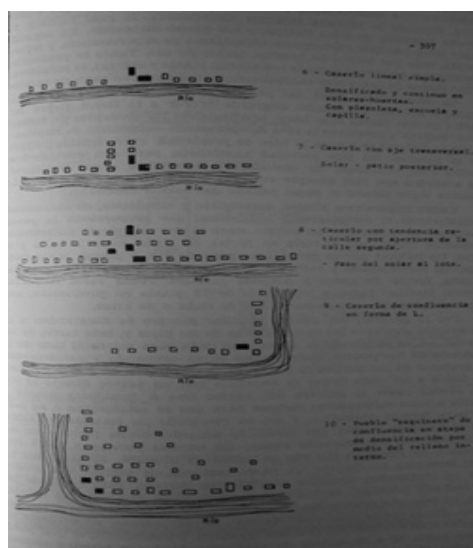 - 507
6 - Caserío lineal simple.
Densificado y continuo en
solares-huertos.
Con plazoleta, escuela y
capilla.
Río
7 - Caserío con eje transversal.
Solar - patio posterior.
Río
8 - Caserío con tendencia re-
ticular por apertura de la
calle segunda.
- Paso del solar al lote.
Río
9 - Caserío de confluencia
en forma de L.
Río
10 - Pueblo "esquinero" de
confluencia en etapa
de densificación por
medio del relleno in-
terno.
Río